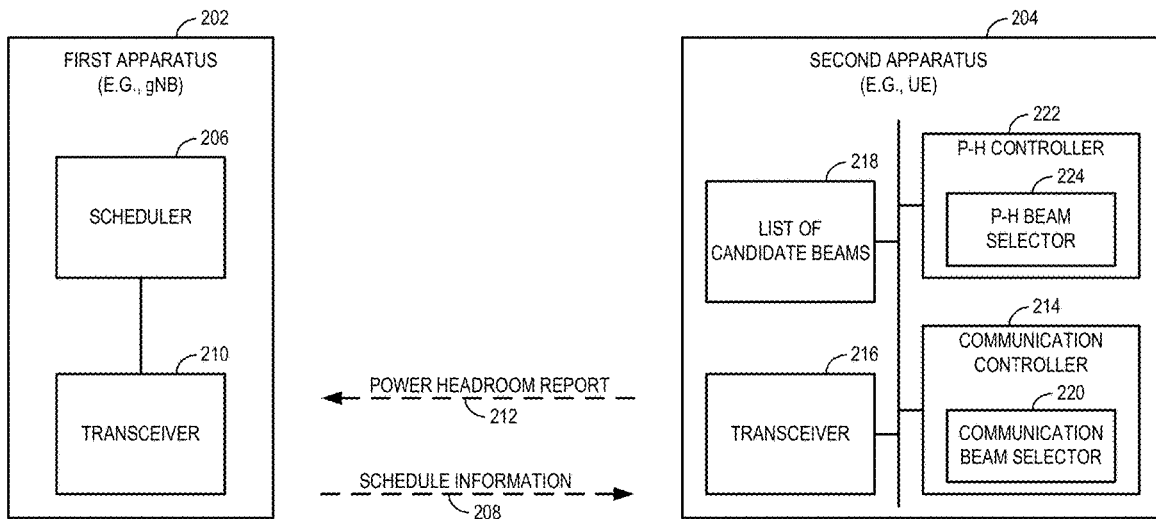 202
FIRST APPARATUS
(E.G., gNB)
206
SCHEDULER
210
TRANSCEIVER
POWER HEADROOM REPORT
212
SCHEDULE INFORMATION
208
204
SECOND APPARATUS
(E.G., UE)
218
LIST OF
CANDIDATE BEAMS
216
TRANSCEIVER
222
P-H CONTROLLER
224
P-H BEAM
SELECTOR
214
COMMUNICATION
CONTROLLER
220
COMMUNICATION
BEAM SELECTOR